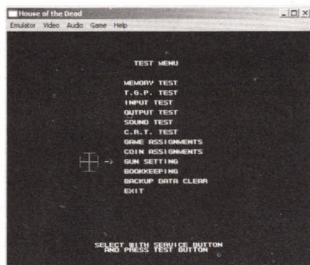 House of the Dead
Emulator Video Audio Game Help
TEST MENU
MEMORY TEST
T.G.P. TEST
INPUT TEST
OUTPUT TEST
SOUND TEST
C.R.T. TEST
GAME ASSIGNMENTS
COIN ASSIGNMENTS
-> GUN SETTING
BOOKKEEPING
BACKUP DATA CLEAR
EXIT
SELECT WITH SERVICE BUTTON
AND PRESS TEST BUTTON